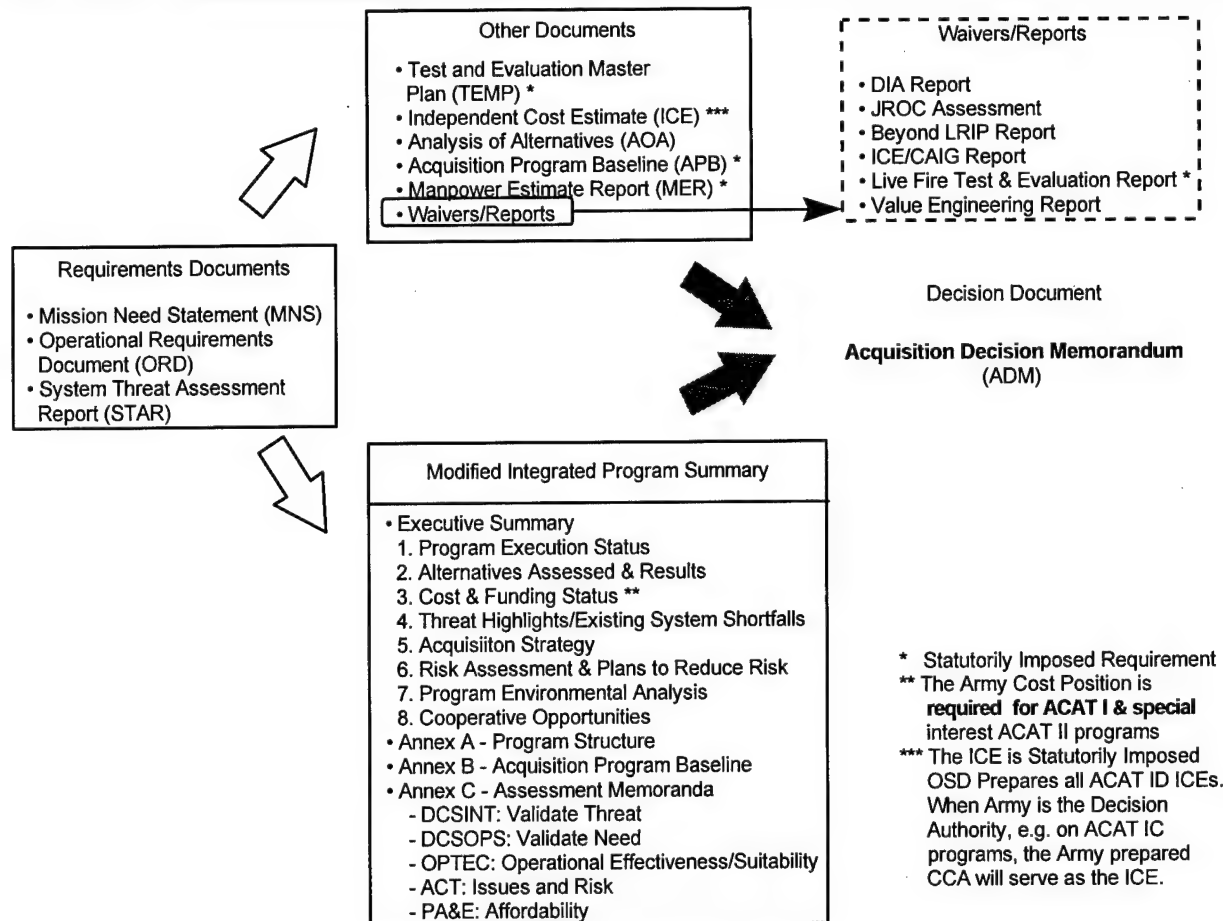 Other Documents
• Test and Evaluation Master
Plan (TEMP) *
• Independent Cost Estimate (ICE) ***
• Analysis of Alternatives (AOA)
• Acquisition Program Baseline (APB) *
• Manpower Estimate Report (MER) *
• Waivers/Reports
Waivers/Reports
• DIA Report
• JROC Assessment
• Beyond LRIP Report
• ICE/CAIG Report
• Live Fire Test & Evaluation Report *
• Value Engineering Report
Requirements Documents
• Mission Need Statement (MNS)
• Operational Requirements
Document (ORD)
• System Threat Assessment
Report (STAR)
Decision Document
Acquisition Decision Memorandum
(ADM)
Modified Integrated Program Summary
• Executive Summary
1. Program Execution Status
2. Alternatives Assessed & Results
3. Cost & Funding Status **
4. Threat Highlights/Existing System Shortfalls
5. Acquisiiton Strategy
6. Risk Assessment & Plans to Reduce Risk
7. Program Environmental Analysis
8. Cooperative Opportunities
• Annex A - Program Structure
• Annex B - Acquisition Program Baseline
• Annex C - Assessment Memoranda
- DCSINT: Validate Threat
- DCSOPS: Validate Need
- OPTEC: Operational Effectiveness/Suitability
- ACT: Issues and Risk
- PA&E: Affordability
* Statutorily Imposed Requirement
** The Army Cost Position is
required for ACAT I & special
interest ACAT II programs
*** The ICE is Statutorily Imposed
OSD Prepares all ACAT ID ICEs.
When Army is the Decision
Authority, e.g. on ACAT IC
programs, the Army prepared
CCA will serve as the ICE.